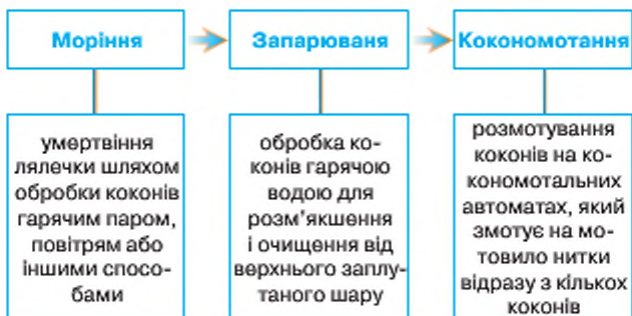 Моріння
Запарюваня
Кокономотання
умертвіння
лялечки шляхом
обробки коконів
гарячим паром,
повітрям або
іншими спосо-
бами
обробка ко-
конів гарячою
водою для
розм’якшення
і очищення від
верхнього заплу-
таного шару
розмотування
коконів на ко-
кономотальних
автоматах, який
змотує на мо-
товило нитки
відразу з кількох
коконів